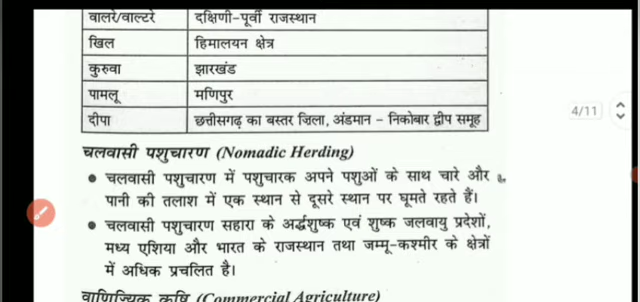 वालरे/वाल्टरे दक्षिणी-पूर्वी राजस्थान
खिल हिमालयन क्षेत्र
कुरुवा झारखंड
पामलू मणिपुर
दीपा छत्तीसगढ़ का बस्तर ज़िला, अंडमान - निकोबार द्वीप समूह
4/11
चलवासी पशुचारण (Nomadic Herding)
● चलवासी पशुचारण में पशुचारक अपने पशुओं के साथ चारे और
पानी की तलाश में एक स्थान से दूसरे स्थान पर घूमते रहते हैं।
● चलवासी पशुचारण सहारा के अर्द्धशुष्क एवं शुष्क जलवायु प्रदेशों,
मध्य एशिया और भारत के राजस्थान तथा जम्मू-कश्मीर के क्षेत्रों
में अधिक प्रचलित है।
वाणिज्यिक कृषि (Commercial Agriculture)